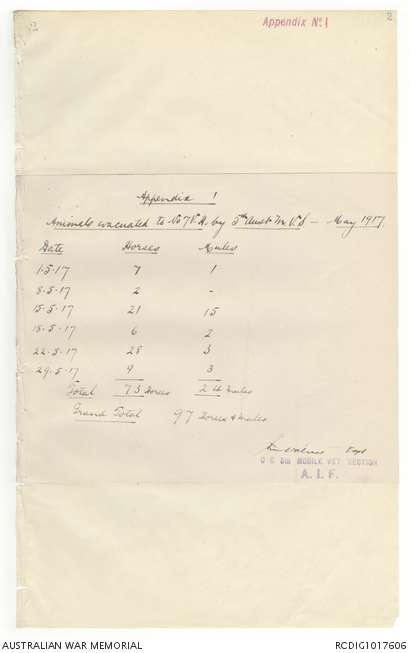 2
Appendix No 1
2
Appendix 1
Animals evacuated to No 7 V.H. by 5th Aust M.V.S - May 1917
Date Horses Mules
1.5.17 7 1
8.5.17 2 -
15.5.17 21 15
18.5.17 6 2
22.5.17 28 3
29.5.17 9 3
Total 73 Horses 24 Mules
Grand Total 97 Horses & Mules
Capt
O C 5TH MOBILE VET SECTION
A. I. F.
AUSTRALIAN WAR MEMORIAL
RCDIG1017606